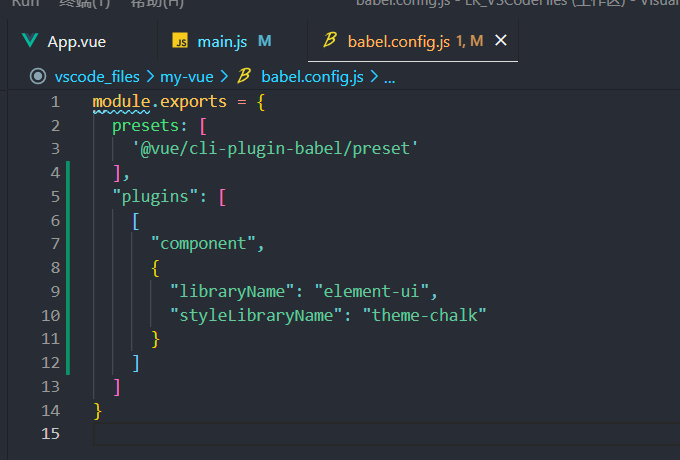 Run 终端(T) 帮助(H) babel.config.js - LK_VSCodeFiles (工作区) - Visual
App.vue JS main.js M babel.config.js 1, M
vscode_files > my-vue > babel.config.js > ...
1 module.exports = {
2 presets: [
3 '@vue/cli-plugin-babel/preset'
4 ],
5 "plugins": [
6 [
7 "component",
8 {
9 "libraryName": "element-ui",
10 "styleLibraryName": "theme-chalk"
11 }
12 ]
13 ]
14 }
15